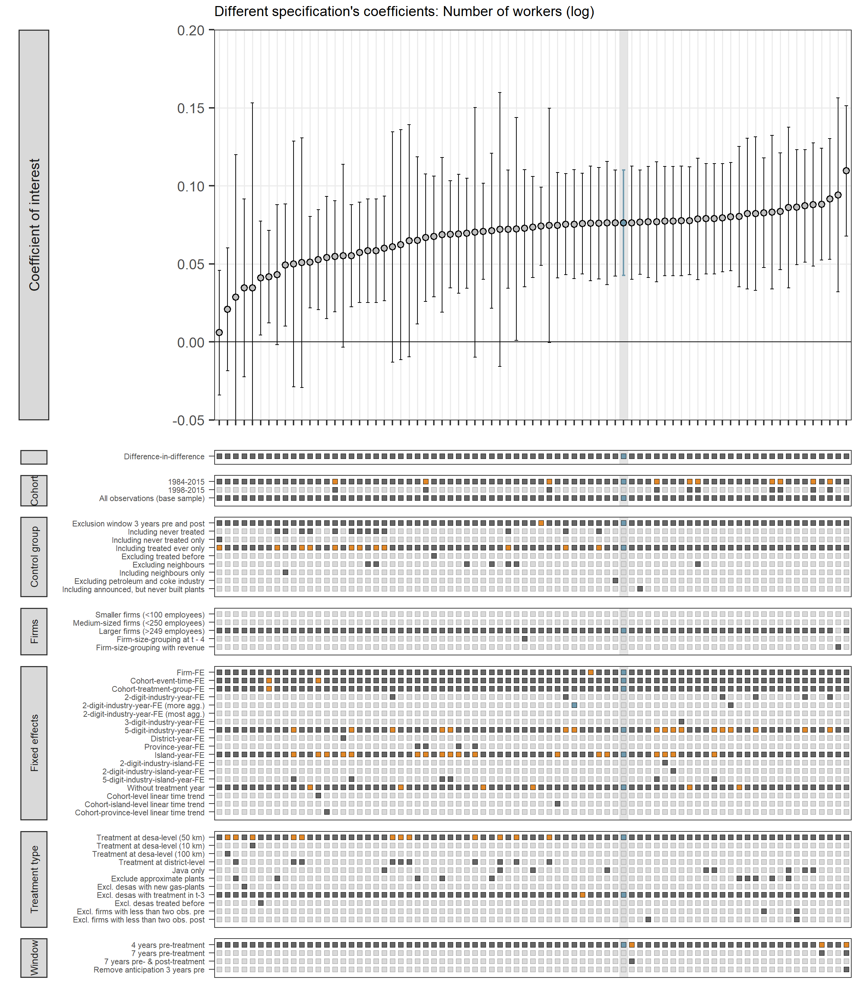 Different specification's coefficients: Number of workers (log)
Coefficient of interest
0.20
0.15
0.10
0.05
0.00
-0.05
Difference-in-difference
Cohort
1984-2015
1998-2015
All observations (base sample)
Control group
Exclusion window 3 years pre and post
Including never treated
Including never treated only
Including treated ever only
Excluding treated before
Excluding neighbours
Including neighbours only
Excluding petroleum and coke industry
Including announced, but never built plants
Firms
Smaller firms (<100 employees)
Medium-sized firms (<250 employees)
Larger firms (>249 employees)
Firm-size-grouping at t - 4
Firm-size-grouping with revenue
Fixed effects
Firm-FE
Cohort-event-time-FE
Cohort-treatment-group-FE
2-digit-industry-year-FE
2-digit-industry-year-FE (more agg.)
2-digit-industry-year-FE (most agg.)
3-digit-industry-year-FE
5-digit-industry-year-FE
District-year-FE
Province-year-FE
Island-year-FE
2-digit-industry-island-FE
2-digit-industry-island-year-FE
5-digit-industry-island-year-FE
Without treatment year
Cohort-level linear time trend
Cohort-island-level linear time trend
Cohort-province-level linear time trend
Treatment type
Treatment at desa-level (50 km)
Treatment at desa-level (10 km)
Treatment at desa-level (100 km)
Treatment at district-level
Java only
Exclude approximate plants
Excl. desas with new gas-plants
Excl. desas with treatment in t-3
Excl. desas treated before
Excl. firms with less than two obs. pre
Excl. firms with less than two obs. post
Window
4 years pre-treatment
7 years pre-treatment
7 years pre- & post-treatment
Remove anticipation 3 years pre